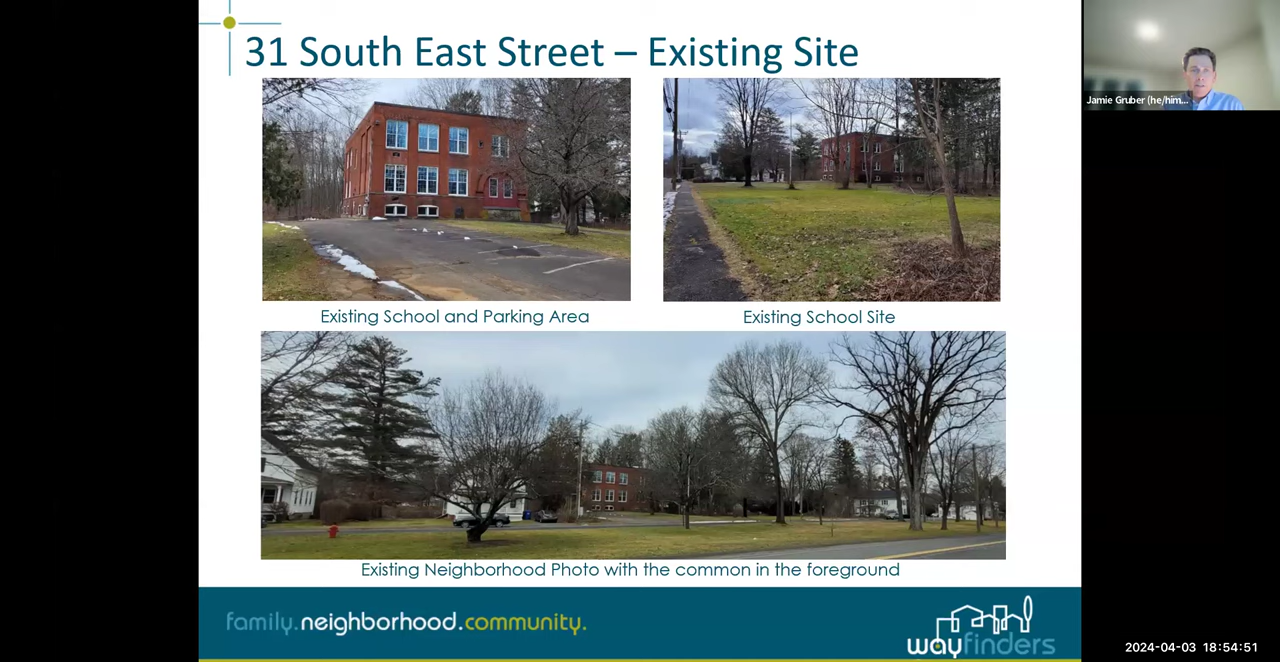 31 South East Street – Existing Site
Jamie Gruber (he/him...
Existing School and Parking Area
Existing School Site
Existing Neighborhood Photo with the common in the foreground
family.neighborhood.community.
wayfinders
2024-04-03 18:54:51